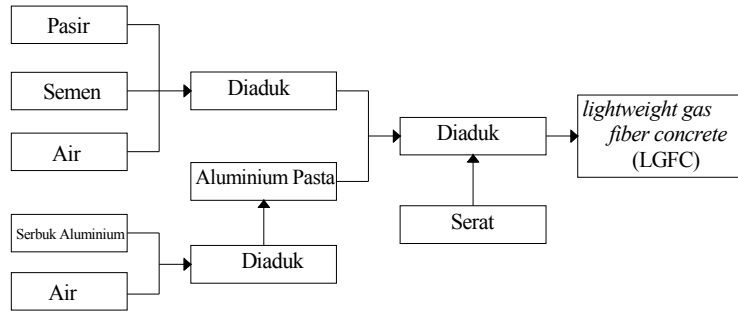 Pasir
Semen
Air
Diaduk
Aluminium Pasta
Serbuk Aluminium
Air
Diaduk
Diaduk
Serat
lightweight gas
fiber concrete
(LGFC)